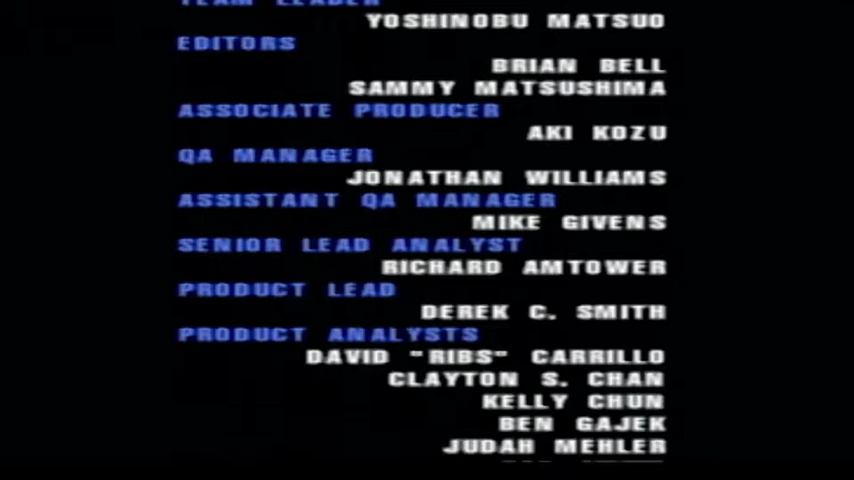 TEAM LEADER
YOSHINOBU MATSUO
EDITORS
BRIAN BELL
SAMMY MATSUSHIMA
ASSOCIATE PRODUCER
AKI KOZU
QA MANAGER
JONATHAN WILLIAMS
ASSISTANT QA MANAGER
MIKE GIVENS
SENIOR LEAD ANALYST
RICHARD AMTOWER
PRODUCT LEAD
DEREK C. SMITH
PRODUCT ANALYSTS
DAVID "RIBS" CARRILLO
CLAYTON S. CHAN
KELLY CHUN
BEN GAJEK
JUDAH MEHLER